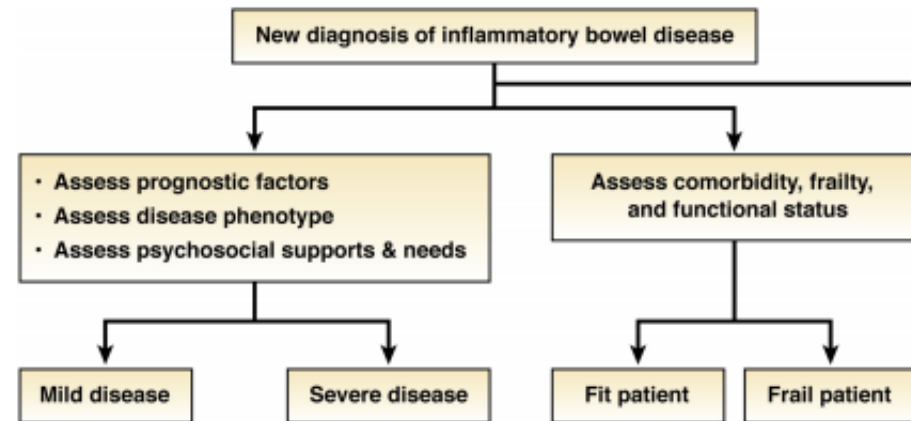 New diagnosis of inflammatory bowel disease
· Assess prognostic factors
· Assess disease phenotype
· Assess psychosocial supports & needs
Assess comorbidity, frailty,
and functional status
Mild disease
Severe disease
Fit patient
Frail patient